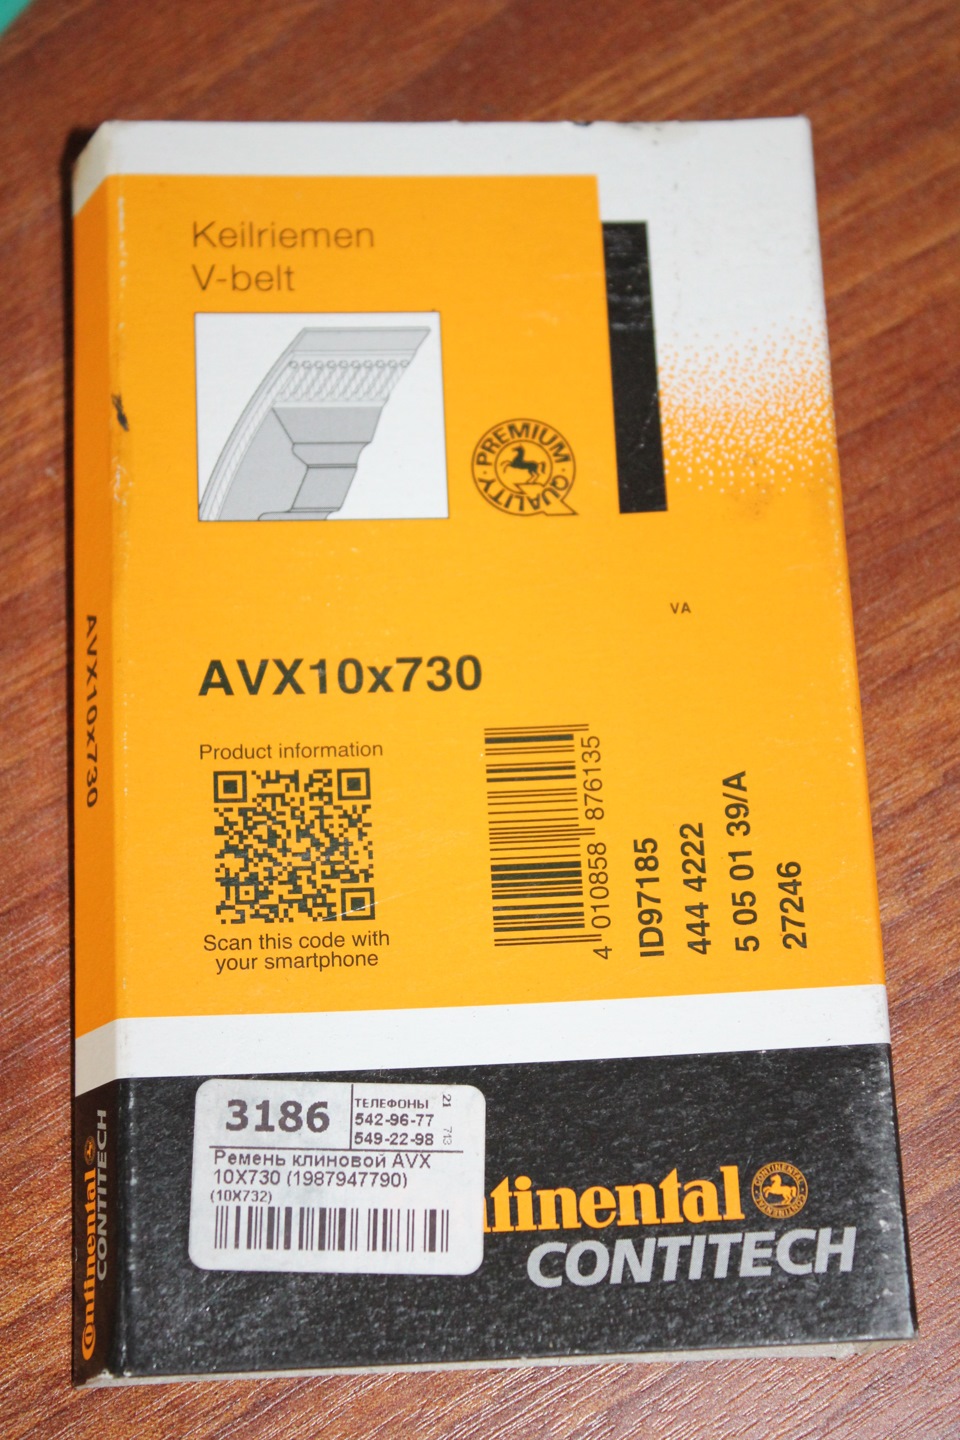 Keilriemen
V-belt
PREMIUM
QUALITY
VA
AVX10x730
AVX10x730
Product information
Scan this code with
your smartphone
4 010858 876135
ID97185
444 4222
5 05 01 39/A
27246
3186
ТЕЛЕФОНЫ
542-96-77
549-22-98
21 713
Ремень клиновой AVX
10X730 (1987947790)
(10X732)
ntinental
CONTINENTAL
CONTITECH
Continental
CONTITECH